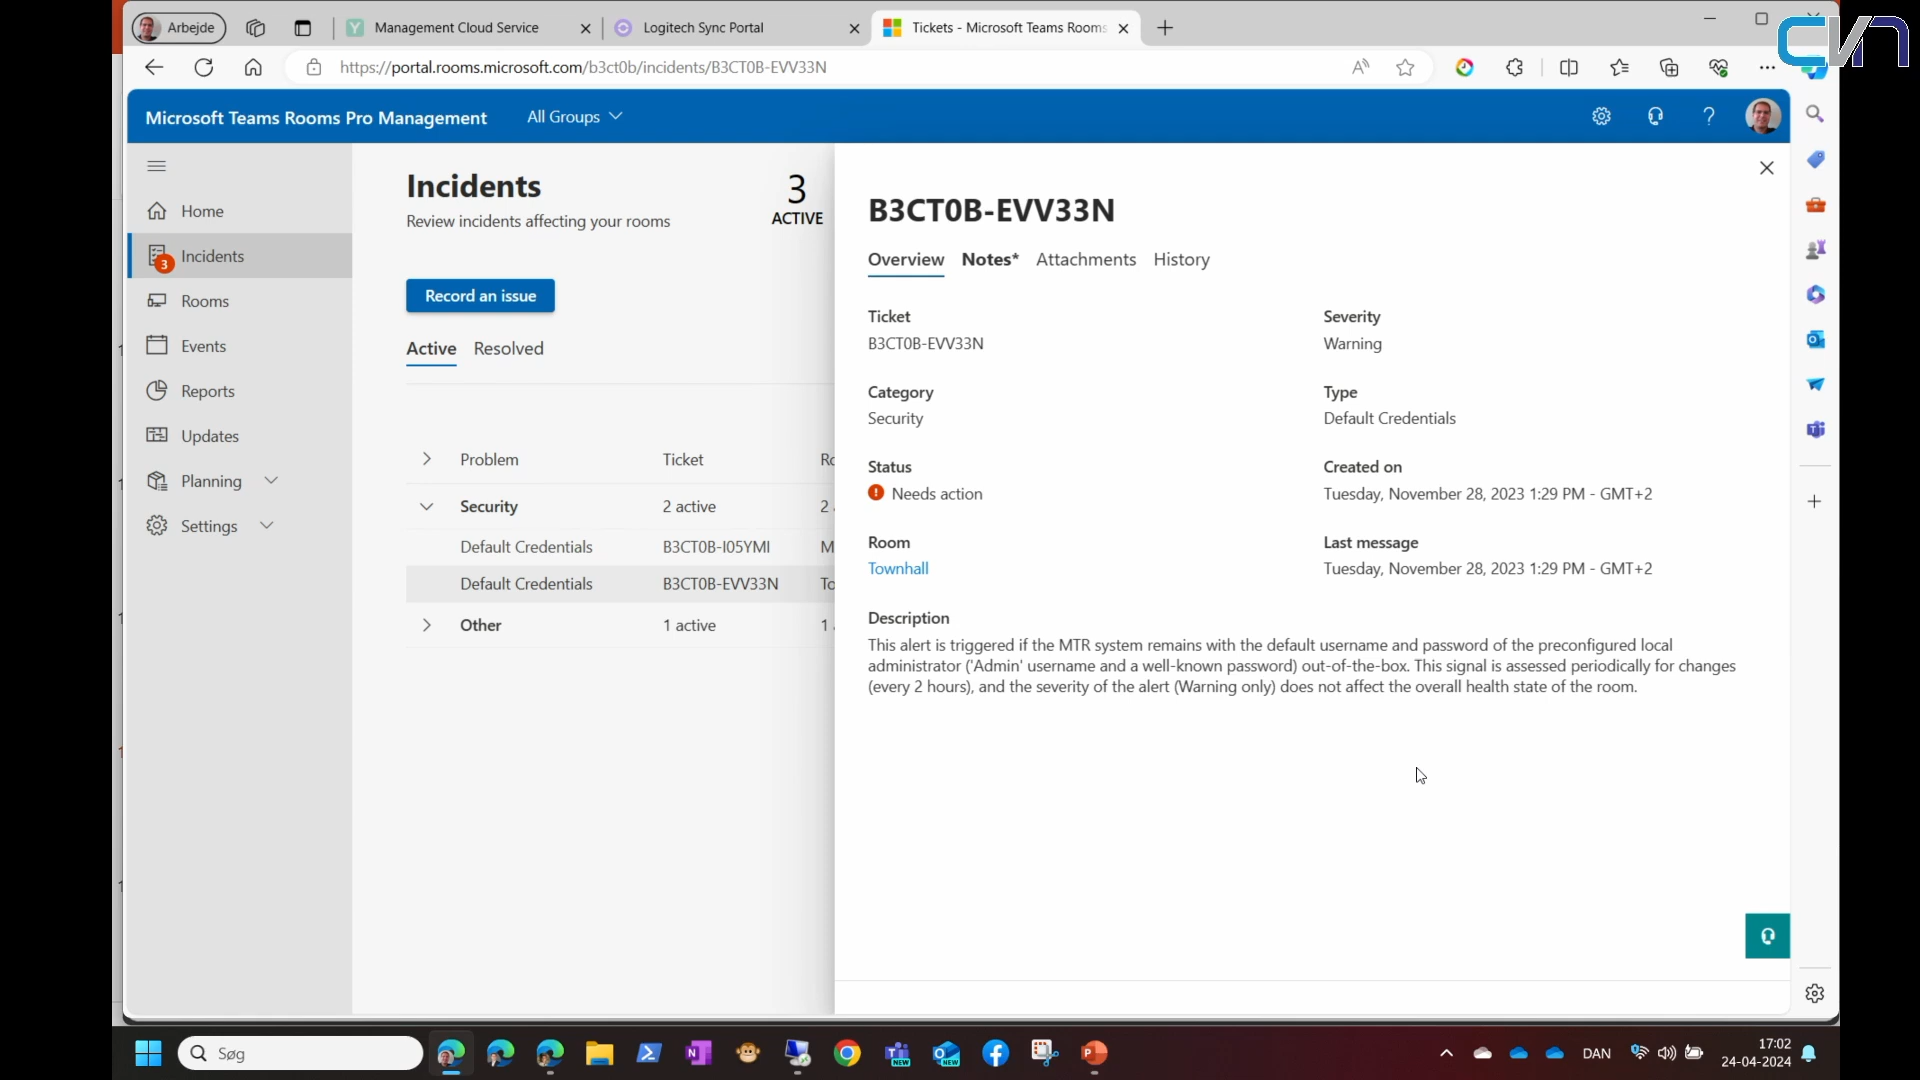 Arbejde
Management Cloud Service
Logitech Sync Portal
Tickets - Microsoft Teams Rooms
CVN
https://portal.rooms.microsoft.com/b3ct0b/incidents/B3CT0B-EVV33N
Microsoft Teams Rooms Pro Management
All Groups
Home
3
Incidents
Rooms
Events
Reports
Updates
Planning
Settings
Incidents
Review incidents affecting your rooms
3
ACTIVE
Record an issue
Active Resolved
Problem Ticket
Security 2 active 2
Default Credentials B3CT0B-I05YMI M
Default Credentials B3CT0B-EVV33N To
Other 1 active 1
B3CT0B-EVV33N
Overview Notes* Attachments History
Ticket
B3CT0B-EVV33N
Severity
Warning
Category
Security
Type
Default Credentials
Status
Needs action
Created on
Tuesday, November 28, 2023 1:29 PM - GMT+2
Room
Townhall
Last message
Tuesday, November 28, 2023 1:29 PM - GMT+2
Description
This alert is triggered if the MTR system remains with the default username and password of the preconfigured local
administrator ('Admin' username and a well-known password) out-of-the-box. This signal is assessed periodically for changes
(every 2 hours), and the severity of the alert (Warning only) does not affect the overall health state of the room.
Søg
DAN
17:02
24-04-2024